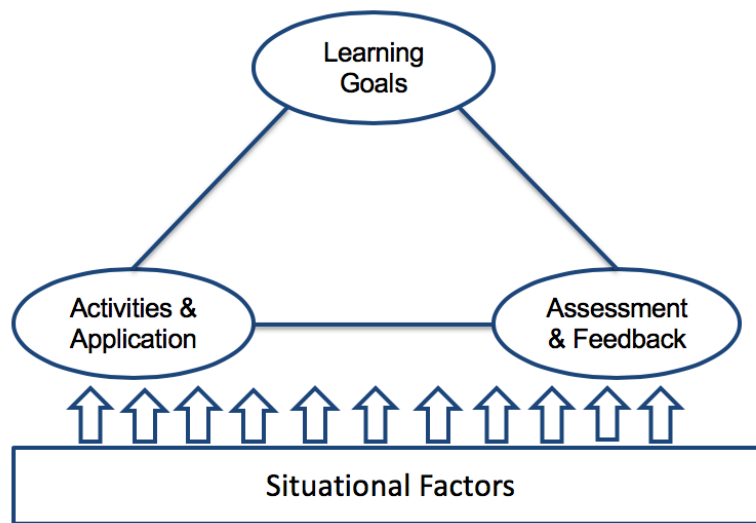 Learning
Goals
Activities &
Application
Assessment
& Feedback
Situational Factors